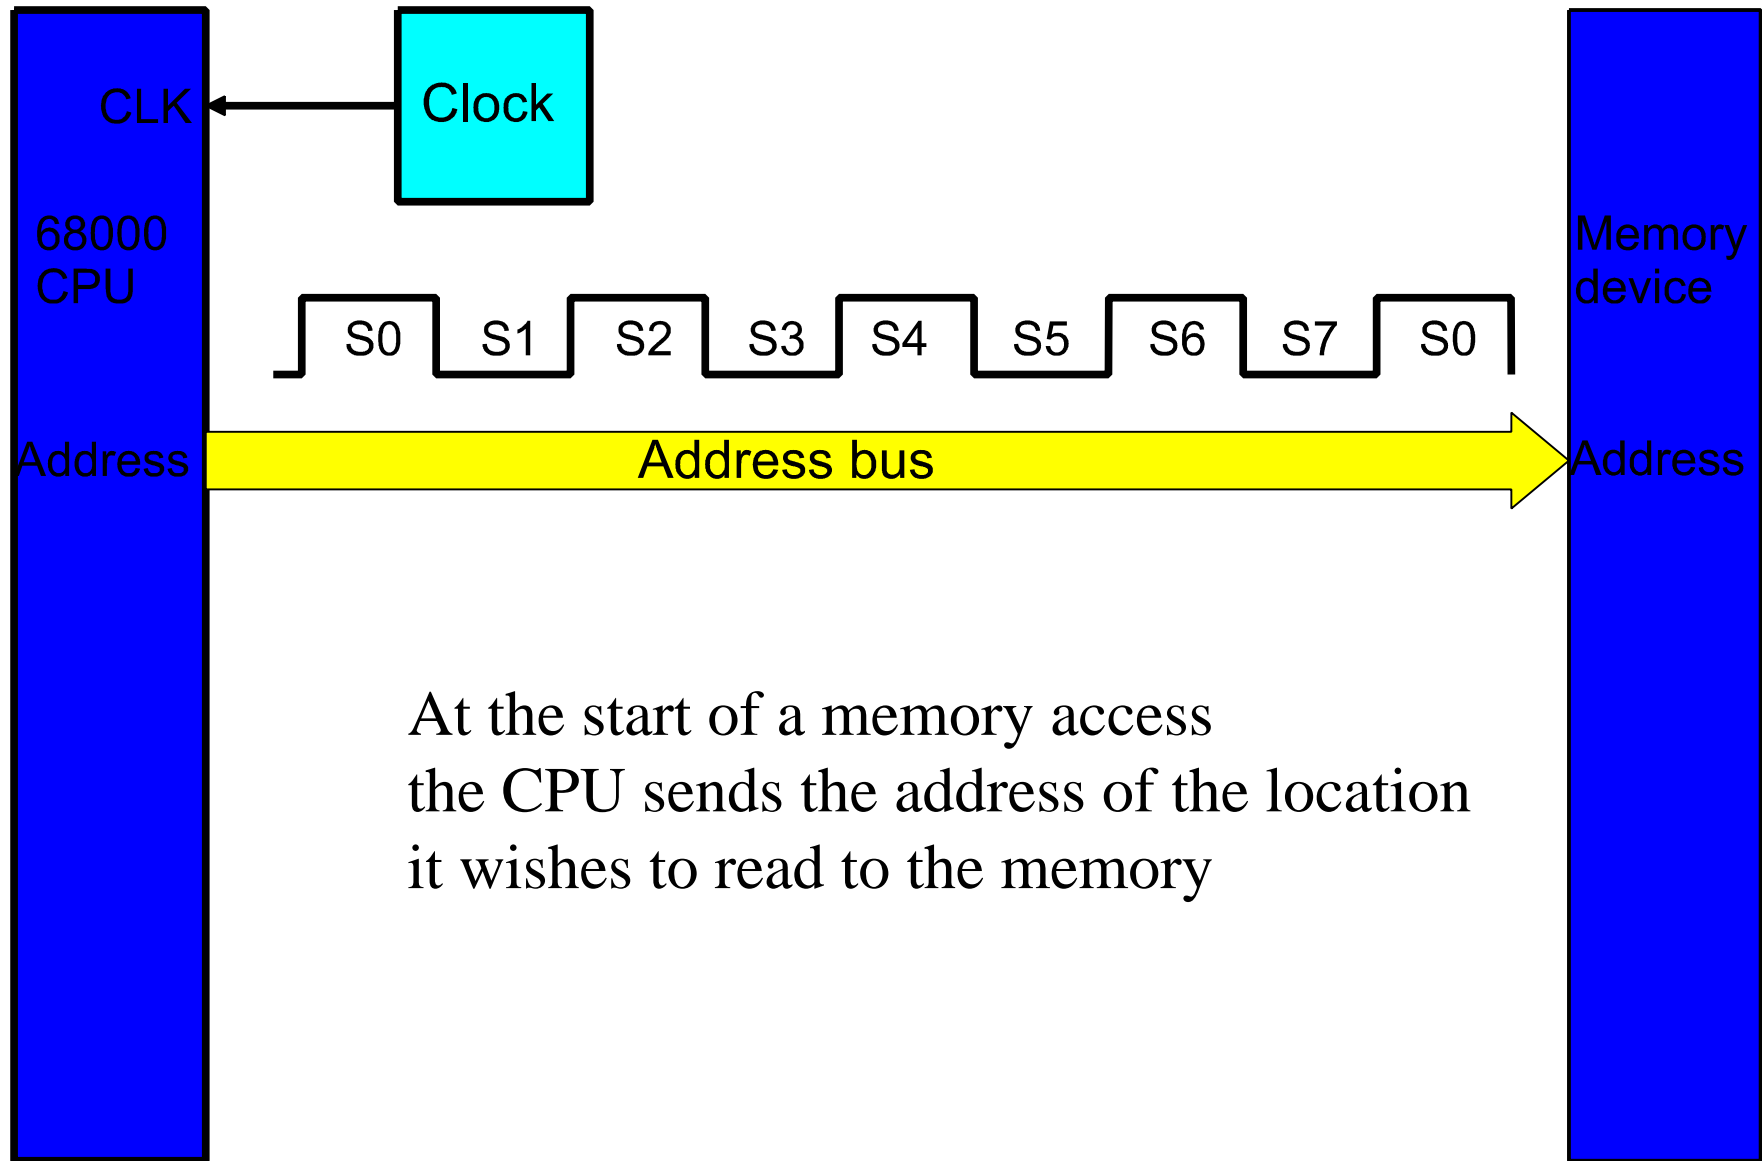 CLK
Clock
68000
CPU
Memory
device
S0 S1 S2 S3 S4 S5 S6 S7 S0
Address
Address bus
Address
At the start of a memory access
the CPU sends the address of the location
it wishes to read to the memory